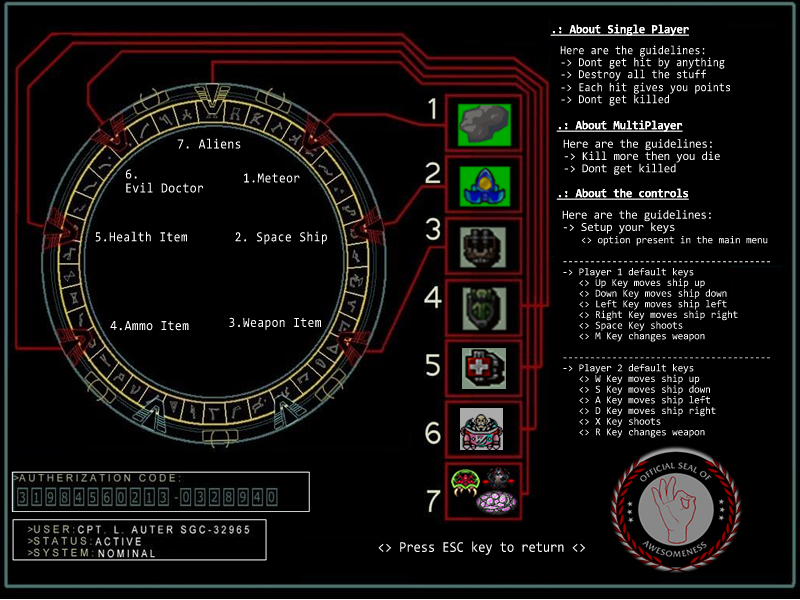 7. Aliens
6.
Evil Doctor
1.Meteor
5.Health Item
2. Space Ship
4.Ammo Item
3.Weapon Item
1
2
3
4
5
6
7
>AUTHERIZATION CODE:
31984560213-0328940
>USER:CPT. L. AUTER SGC-32965
>STATUS:ACTIVE
>SYSTEM:NOMINAL
<> Press ESC key to return <>
.: About Single Player
Here are the guidelines:
-> Dont get hit by anything
-> Destroy all the stuff
-> Each hit gives you points
-> Dont get killed
.: About MultiPlayer
Here are the guidelines:
-> Kill more then you die
-> Dont get killed
.: About the controls
Here are the guidelines:
-> Setup your keys
<> option present in the main menu
-> Player 1 default keys
<> Up Key moves ship up
<> Down Key moves ship down
<> Left Key moves ship left
<> Right Key moves ship right
<> Space Key shoots
<> M Key changes weapon
-> Player 2 default keys
<> W Key moves ship up
<> S Key moves ship down
<> A Key moves ship left
<> D Key moves ship right
<> X Key shoots
<> R Key changes weapon
OFFICIAL SEAL OF
AWESOMENESS